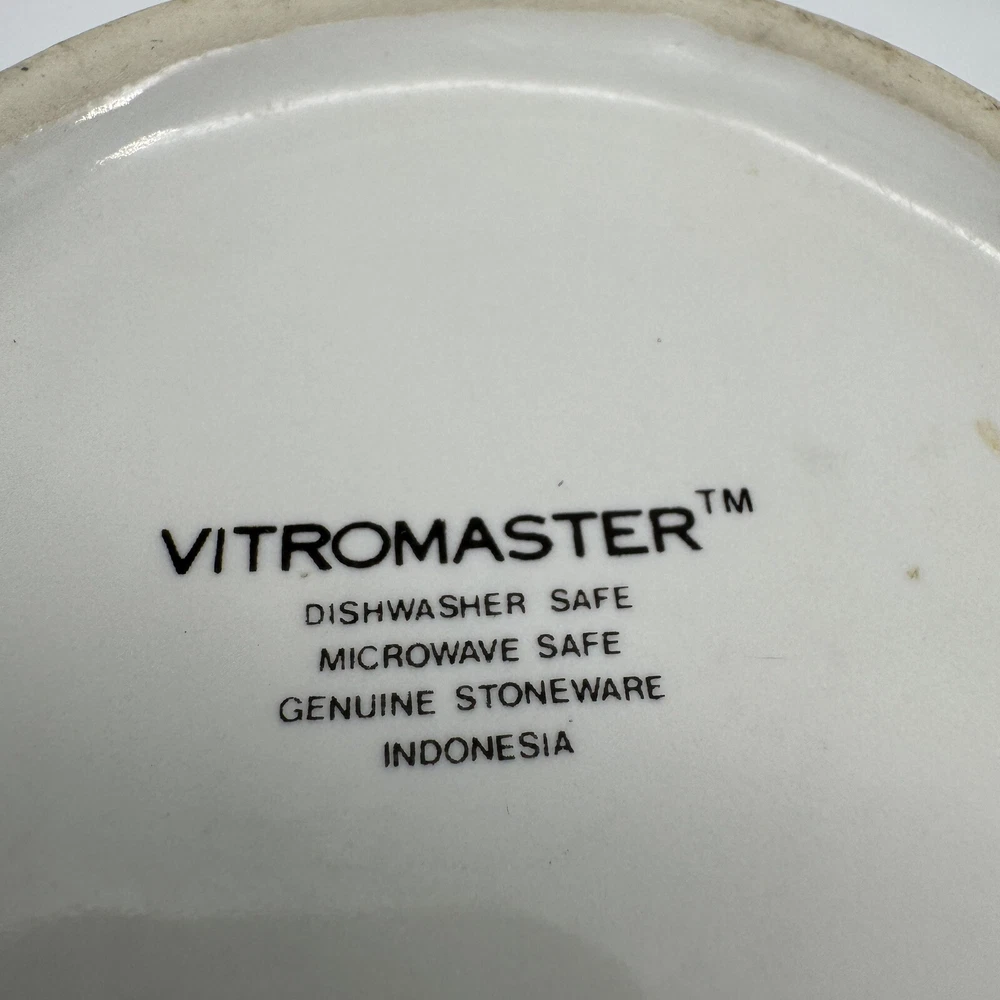 VITROMASTER™
DISHWASHER SAFE
MICROWAVE SAFE
GENUINE STONEWARE
INDONESIA